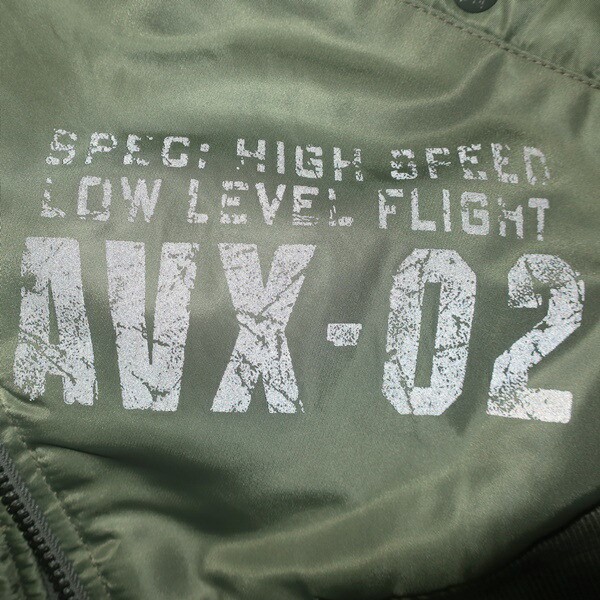 SPEC: HIGH SPEED
LOW LEVEL FLIGHT
AVX-02